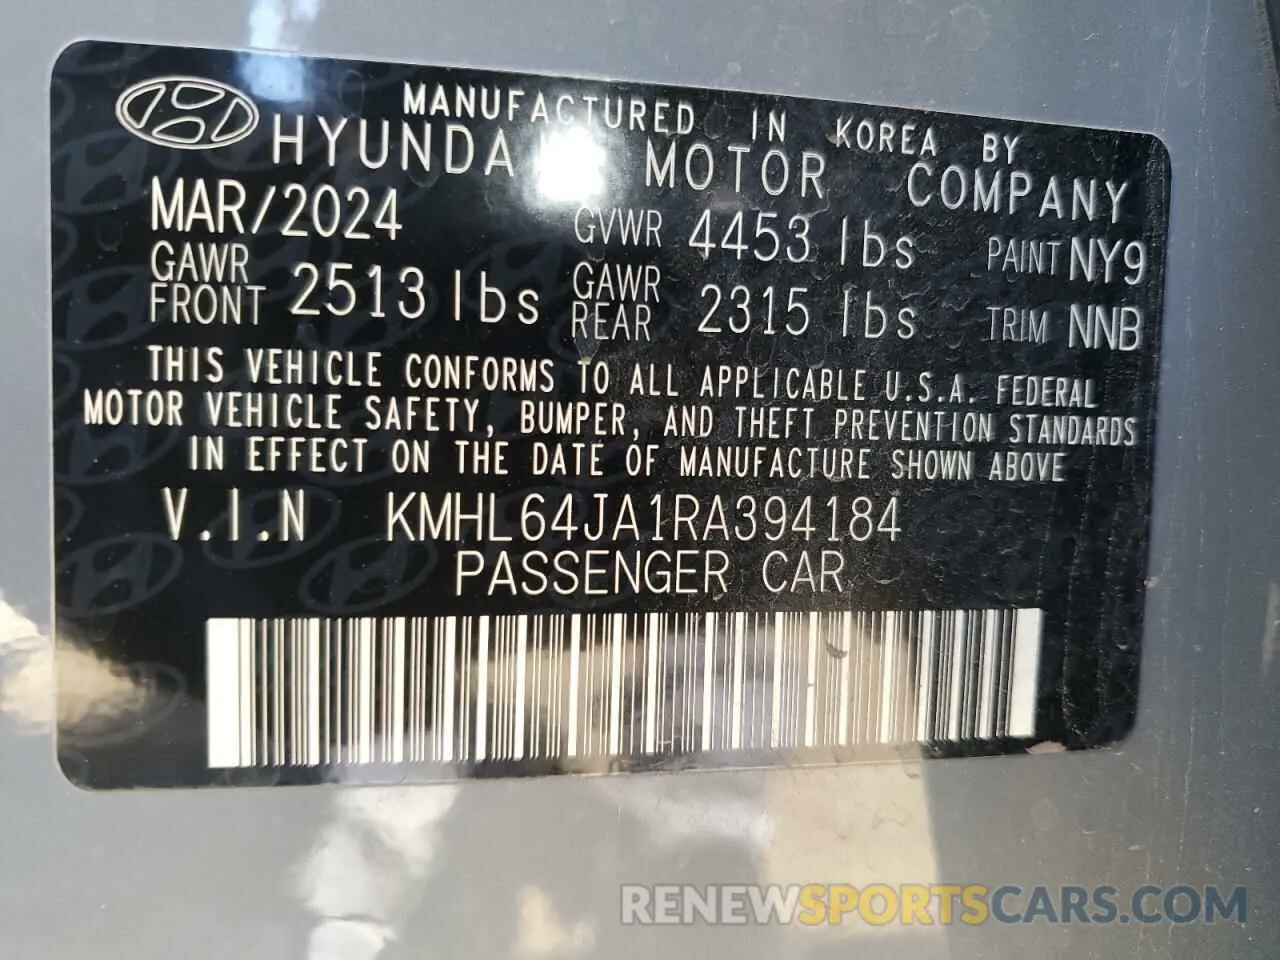 MANUFACTURED IN KOREA BY
HYUNDAI MOTOR COMPANY
MAR/2024 GVWR 4453 lbs PAINT NY9
GAWR FRONT 2513 lbs GAWR REAR 2315 lbs TRIM NNB
THIS VEHICLE CONFORMS TO ALL APPLICABLE U.S.A. FEDERAL
MOTOR VEHICLE SAFETY, BUMPER, AND THEFT PREVENTION STANDARDS
IN EFFECT ON THE DATE OF MANUFACTURE SHOWN ABOVE
V.I.N KMHL64JA1RA394184
PASSENGER CAR
RENEWSPORTSCARS.COM